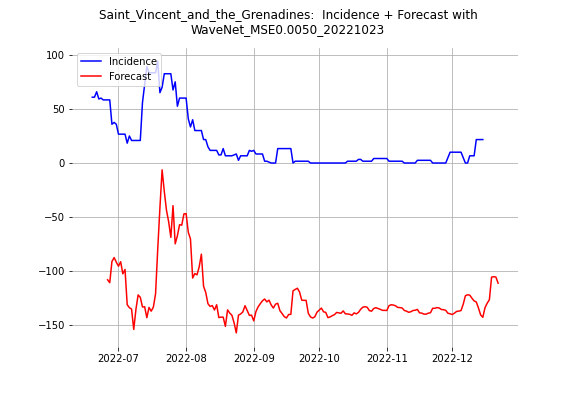 Saint_Vincent_and_the_Grenadines:  Incidence + Forecast with
WaveNet_MSE0.0050_20221023
Incidence
Forecast
100
50
0
−50
−100
−150
2022-07 2022-08 2022-09 2022-10 2022-11 2022-12